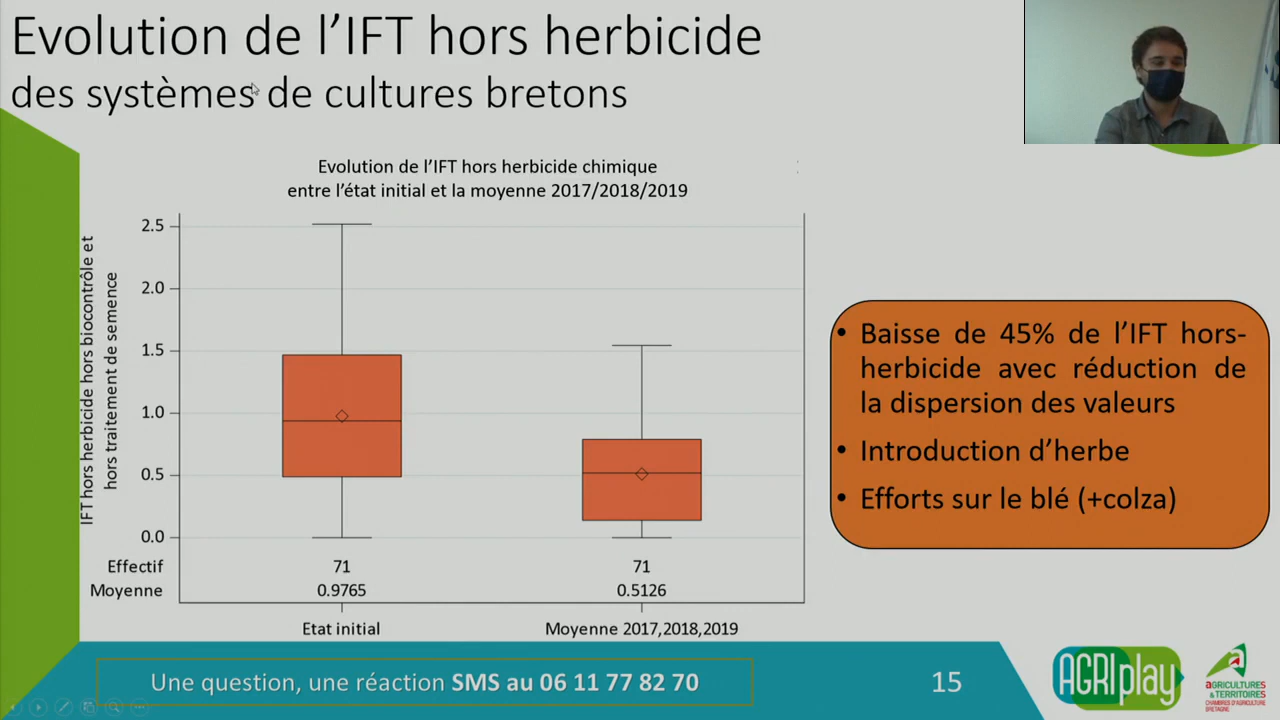 Evolution de l’IFT hors herbicide
des systèmes de cultures bretons
Evolution de l’IFT hors herbicide chimique
entre l’état initial et la moyenne 2017/2018/2019
IFT hors herbicide hors biocontrôle et
hors traitement de semence
2.5
2.0
1.5
1.0
0.5
0.0
Effectif 71 71
Moyenne 0.9765 0.5126
Etat initial Moyenne 2017,2018,2019
• Baisse de 45% de l’IFT hors-
herbicide avec réduction de
la dispersion des valeurs
• Introduction d’herbe
• Efforts sur le blé (+colza)
Une question, une réaction SMS au 06 11 77 82 70
15
AGRIplay
aGRICULTURES
& TERRITOIRES
CHAMBRES D’AGRICULTURE
BRETAGNE